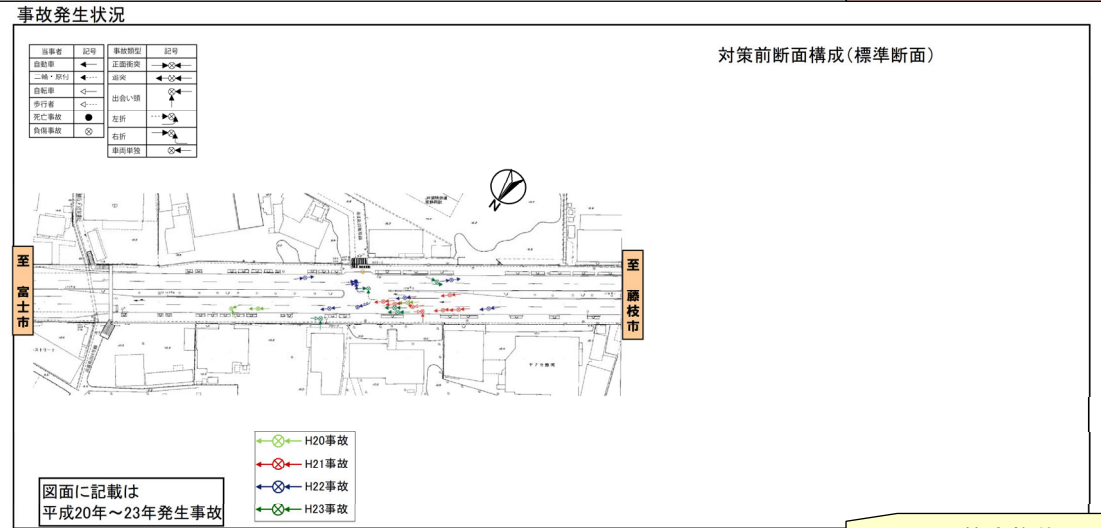 事故発生状況
当事者 記号 事故類型 記号
自動車 正面衝突
二輪・原付 追突
自転車 出会い頭
歩行者
死亡事故 左折
負傷事故 右折
車両単独
対策前断面構成(標準断面)
N
至 富士市
至 藤枝市
H20事故
H21事故
H22事故
H23事故
図面に記載は
平成20年～23年発生事故